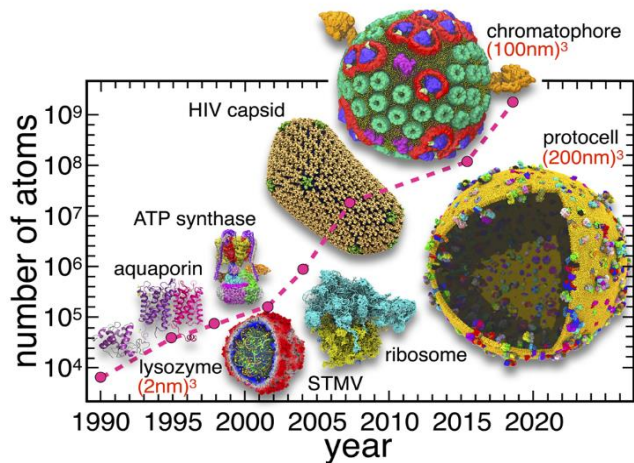 chromatophore
(100nm)³
HIV capsid
protocell
(200nm)³
ATP synthase
aquaporin
lysozyme
(2nm)³
STMV
ribosome
number of atoms
10⁹
10⁸
10⁷
10⁶
10⁵
10⁴
1990 1995 2000 2005 2010 2015 2020
year